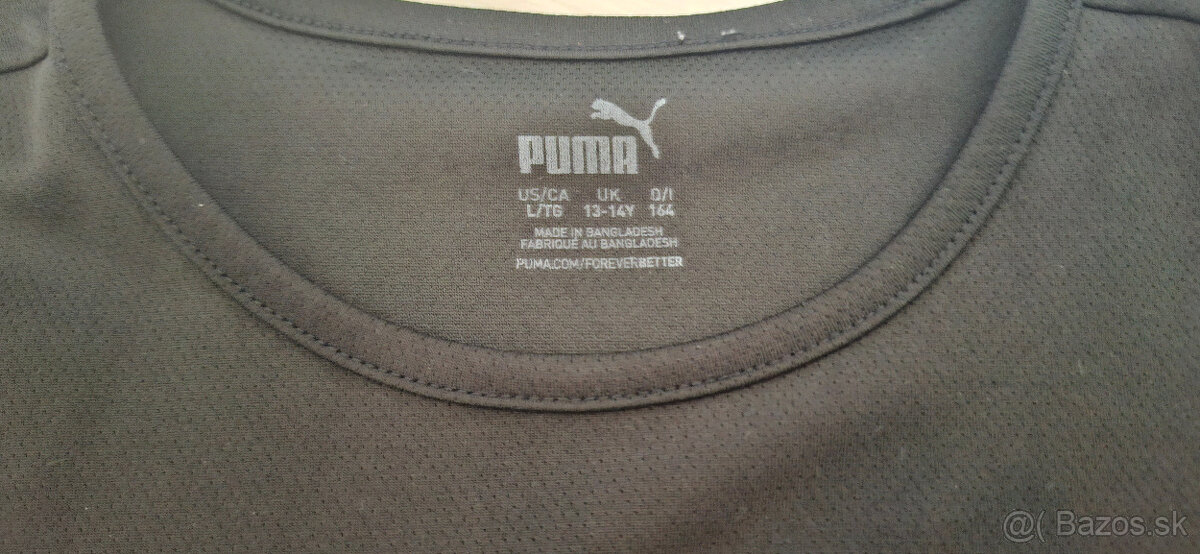 PUMA
US/CA UK D/I
L/TG 13-14Y 164
MADE IN BANGLADESH
FABRIQUÉ AU BANGLADESH
PUMA.COM/FOREVERBETTER
@( Bazos.sk